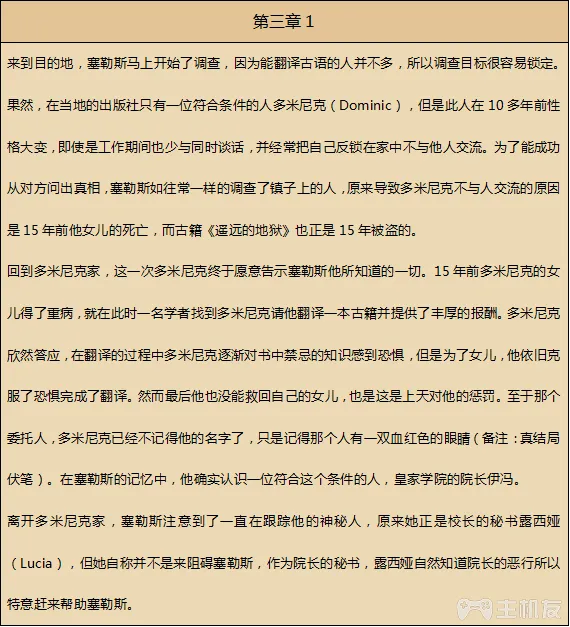 第三章 1
来到目的地，塞勒斯马上开始了调查，因为能翻译古语的人并不多，所以调查目标很容易锁定。
果然，在当地的出版社只有一位符合条件的人多米尼克（Dominic），但是此人在 10 多年前性
格大变，即使是工作期间也少与同时谈话，并经常把自己反锁在家中不与他人交流。为了能成功
从对方问出真相，塞勒斯如往常一样的调查了镇子上的人，原来导致多米尼克不与人交流的原因
是 15 年前他女儿的死亡，而古籍《遥远的地狱》也正是 15 年被盗的。
回到多米尼克家，这一次多米尼克终于愿意告示塞勒斯他所知道的一切。15 年前多米尼克的女
儿得了重病，就在此时一名学者找到多米尼克请他翻译一本古籍并提供了丰厚的报酬。多米尼克
欣然答应，在翻译的过程中多米尼克逐渐对书中禁忌的知识感到恐惧，但是为了女儿，他依旧克
服了恐惧完成了翻译。然而最后他也没能救回自己的女儿，也是这是上天对他的惩罚。至于那个
委托人，多米尼克已经不记得他的名字了，只是记得那个人有一双血红色的眼睛（备注：真结局
伏笔）。在塞勒斯的记忆中，他确实认识一位符合这个条件的人，皇家学院的院长伊冯。
离开多米尼克家，塞勒斯注意到了一直在跟踪他的神秘人，原来她正是校长的秘书露西娅
（Lucia），但她自称并不是来阻碍塞勒斯，作为院长的秘书，露西娅自然知道院长的恶行所以
特意赶来帮助塞勒斯。
主机友